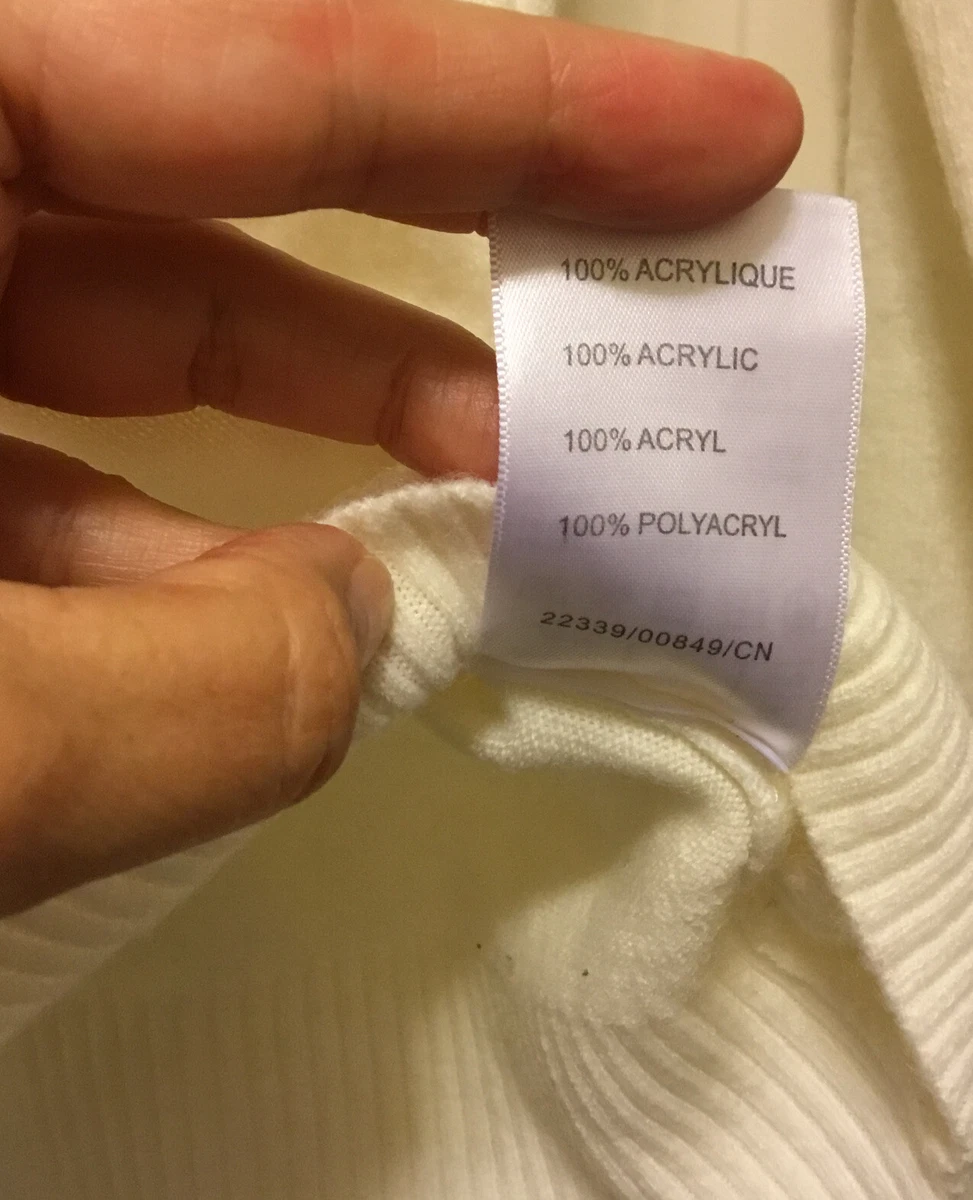 100% ACRYLIQUE
100% ACRYLIC
100% ACRYL
100% POLYACRYL
22339/00849/CN